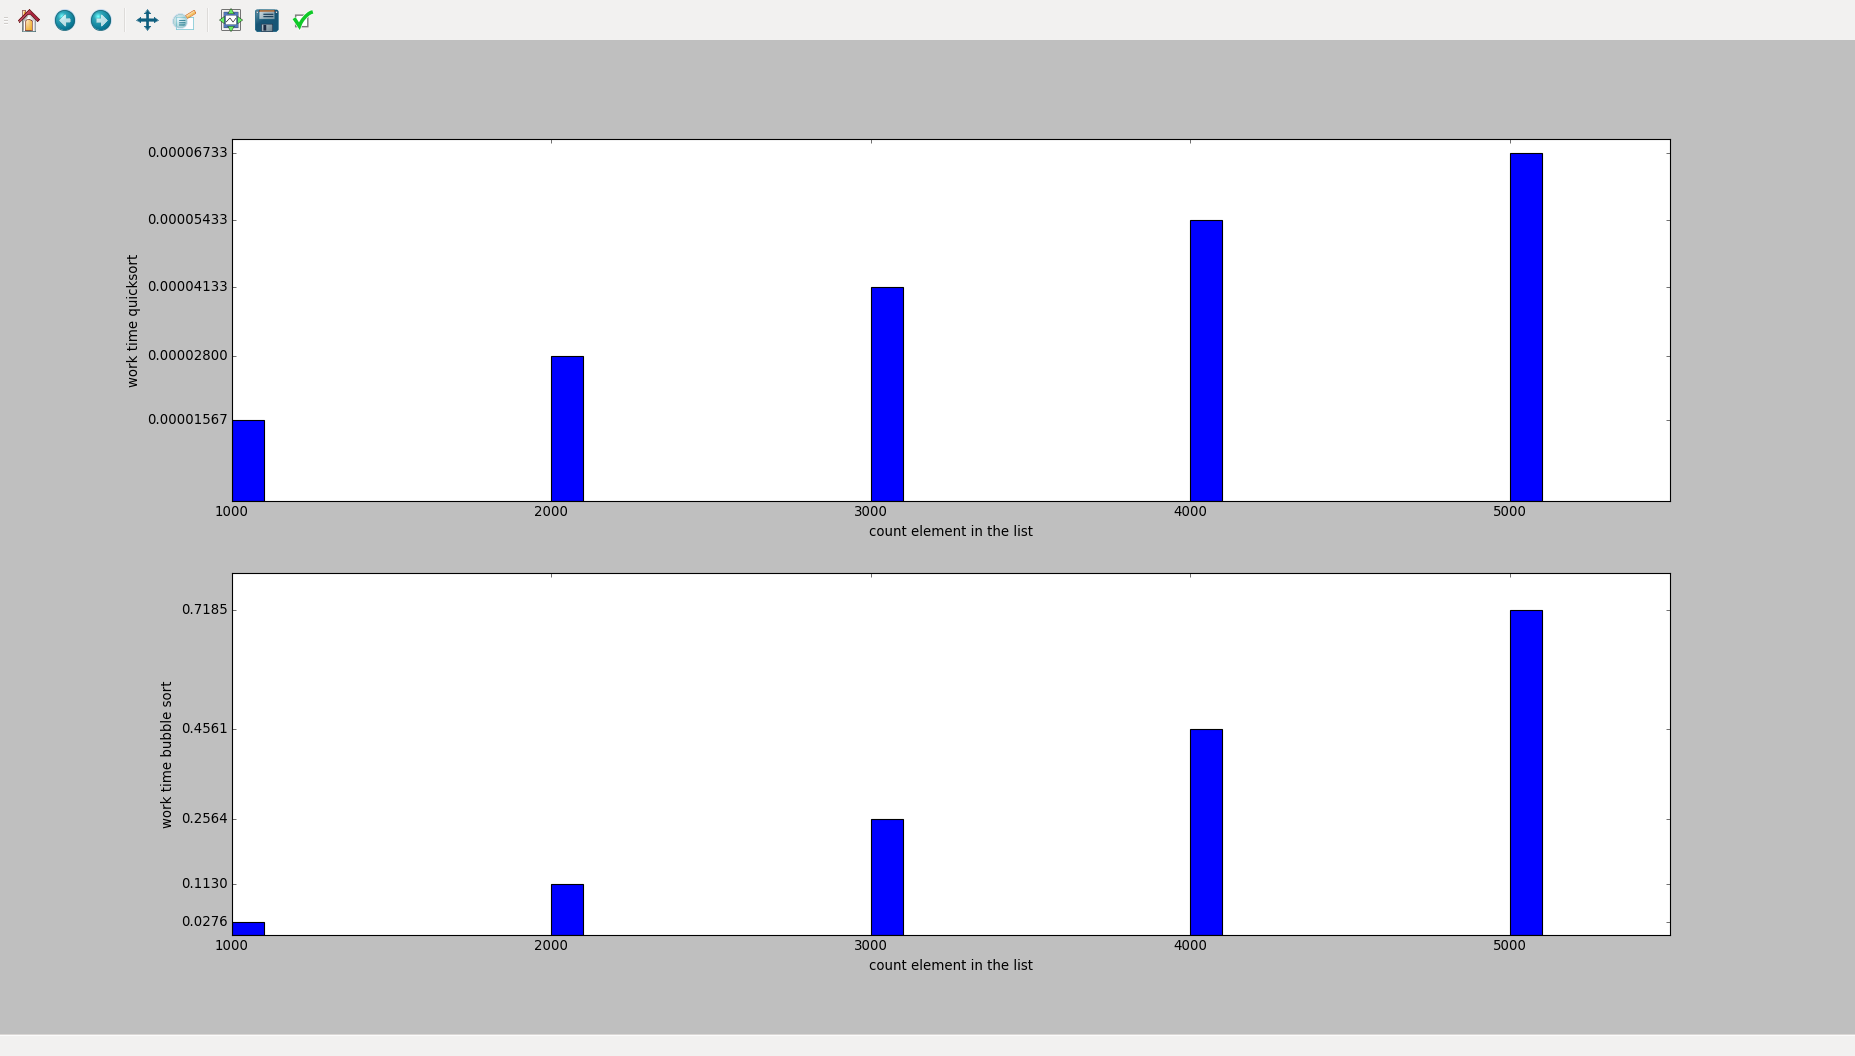 0.00006733
0.00005433
0.00004133
0.00002800
0.00001567
work time quicksort
1000 2000 3000 4000 5000
count element in the list
0.7185
0.4561
0.2564
0.1130
0.0276
work time bubble sort
1000 2000 3000 4000 5000
count element in the list